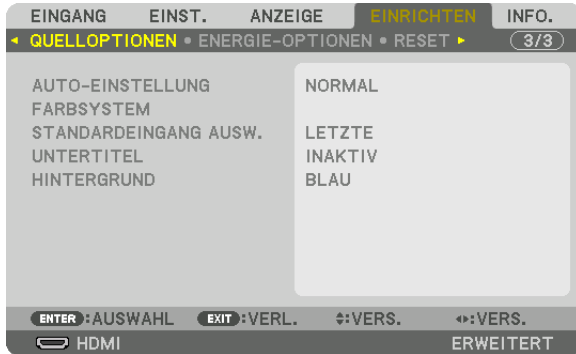 EINGANG EINST. ANZEIGE EINRICHTEN INFO.
◄ QUELLOPTIONEN • ENERGIE-OPTIONEN • RESET ► 3/3
AUTO-EINSTELLUNG NORMAL
FARBSYSTEM
STANDARDEINGANG AUSW. LETZTE
UNTERTITEL INAKTIV
HINTERGRUND BLAU
ENTER :AUSWAHL EXIT :VERL. ♦:VERS. ◄►:VERS.
HDMI ERWEITERT